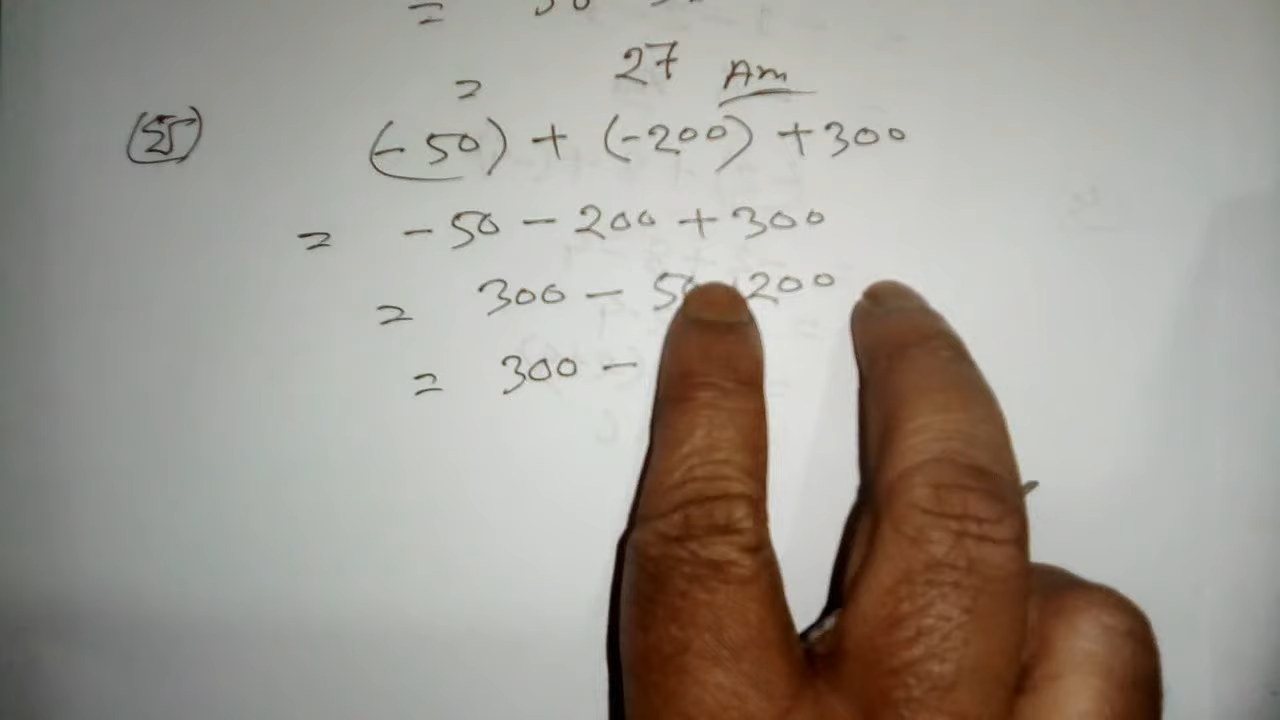 =
= 27 Am
(25) (-50) + (-200) + 300
= -50 - 200 + 300
= 300 - 50 200
= 300 -